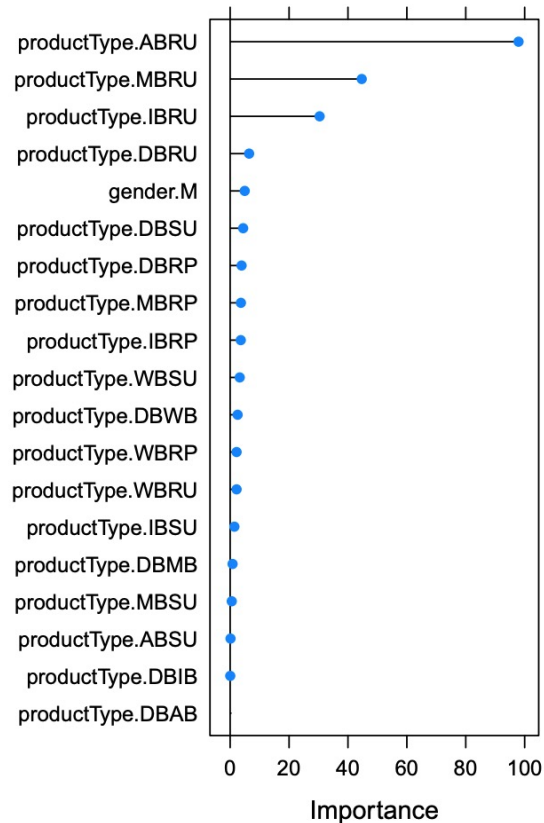 productType.ABRU
productType.MBRU
productType.IBRU
productType.DBRU
gender.M
productType.DBSU
productType.DBRP
productType.MBRP
productType.IBRP
productType.WBSU
productType.DBWB
productType.WBRP
productType.WBRU
productType.IBSU
productType.DBMB
productType.MBSU
productType.ABSU
productType.DBIB
productType.DBAB
0 20 40 60 80 100
Importance